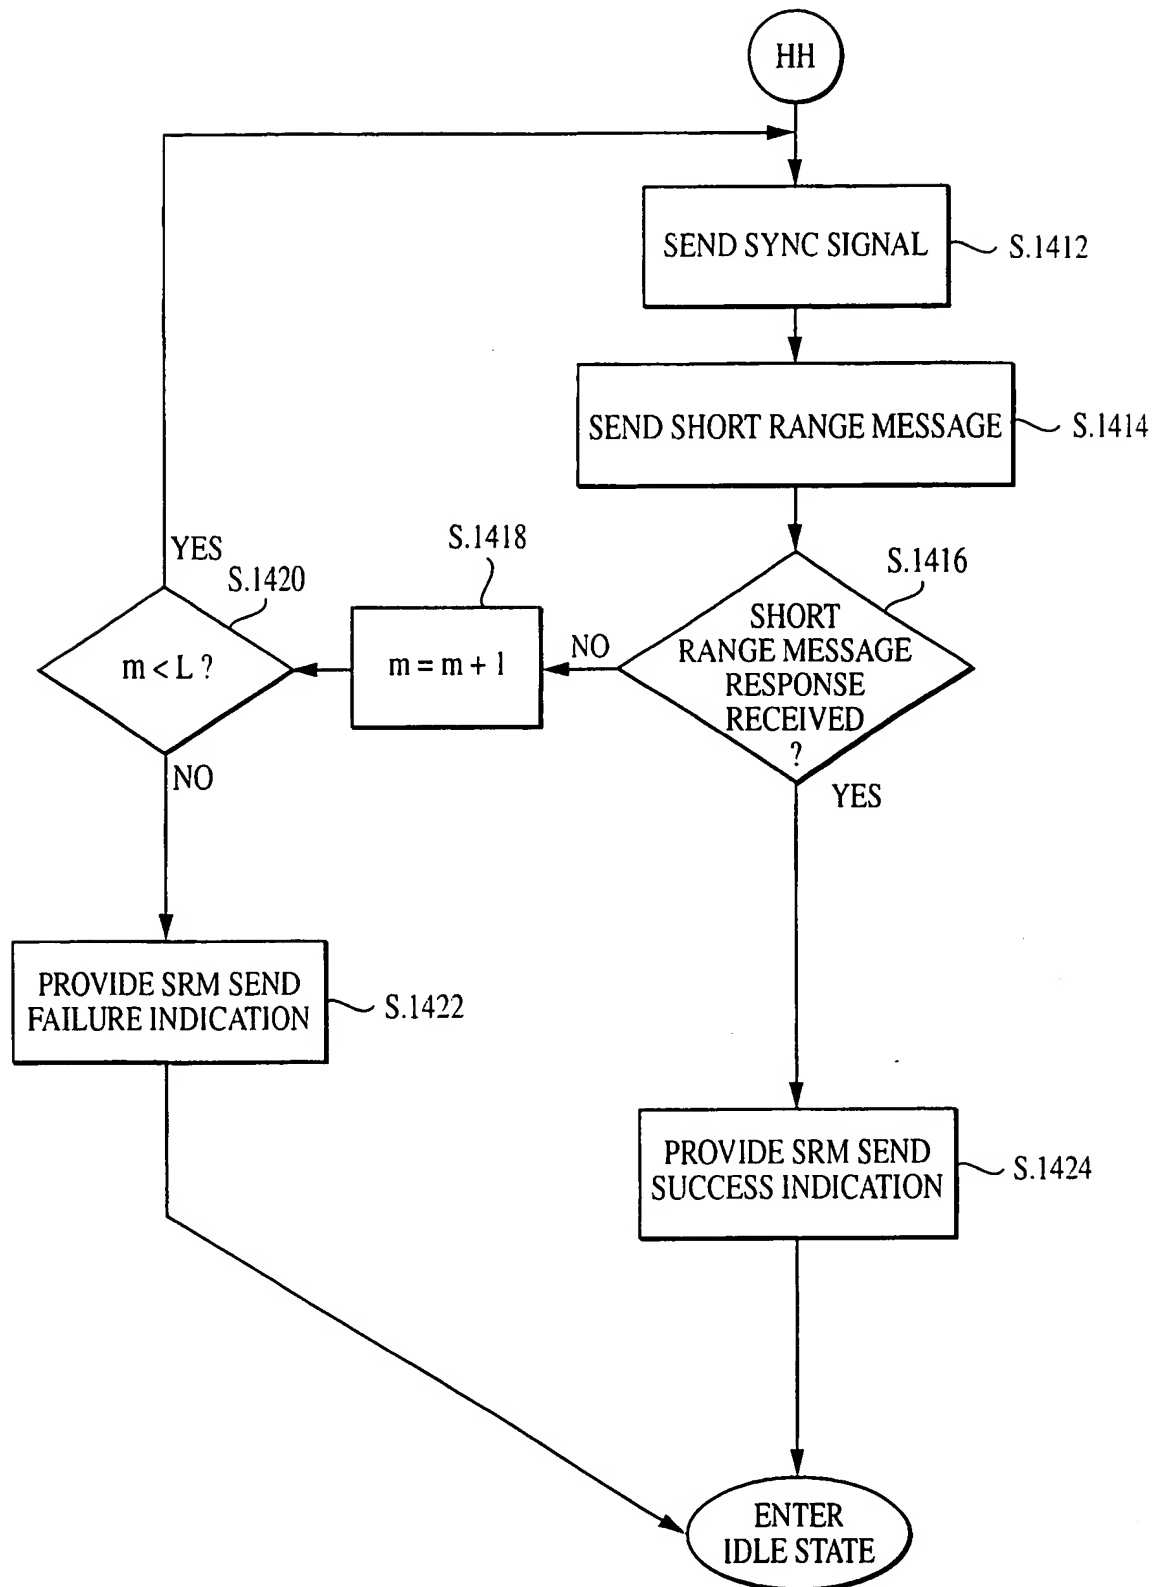 HH
SEND SYNC SIGNAL
S.1412
SEND SHORT RANGE MESSAGE
S.1414
YES
S.1420
m < L ?
NO
S.1418
m = m + 1
NO
S.1416
SHORT
RANGE MESSAGE
RESPONSE
RECEIVED
?
YES
PROVIDE SRM SEND
FAILURE INDICATION
S.1422
PROVIDE SRM SEND
SUCCESS INDICATION
S.1424
ENTER
IDLE STATE